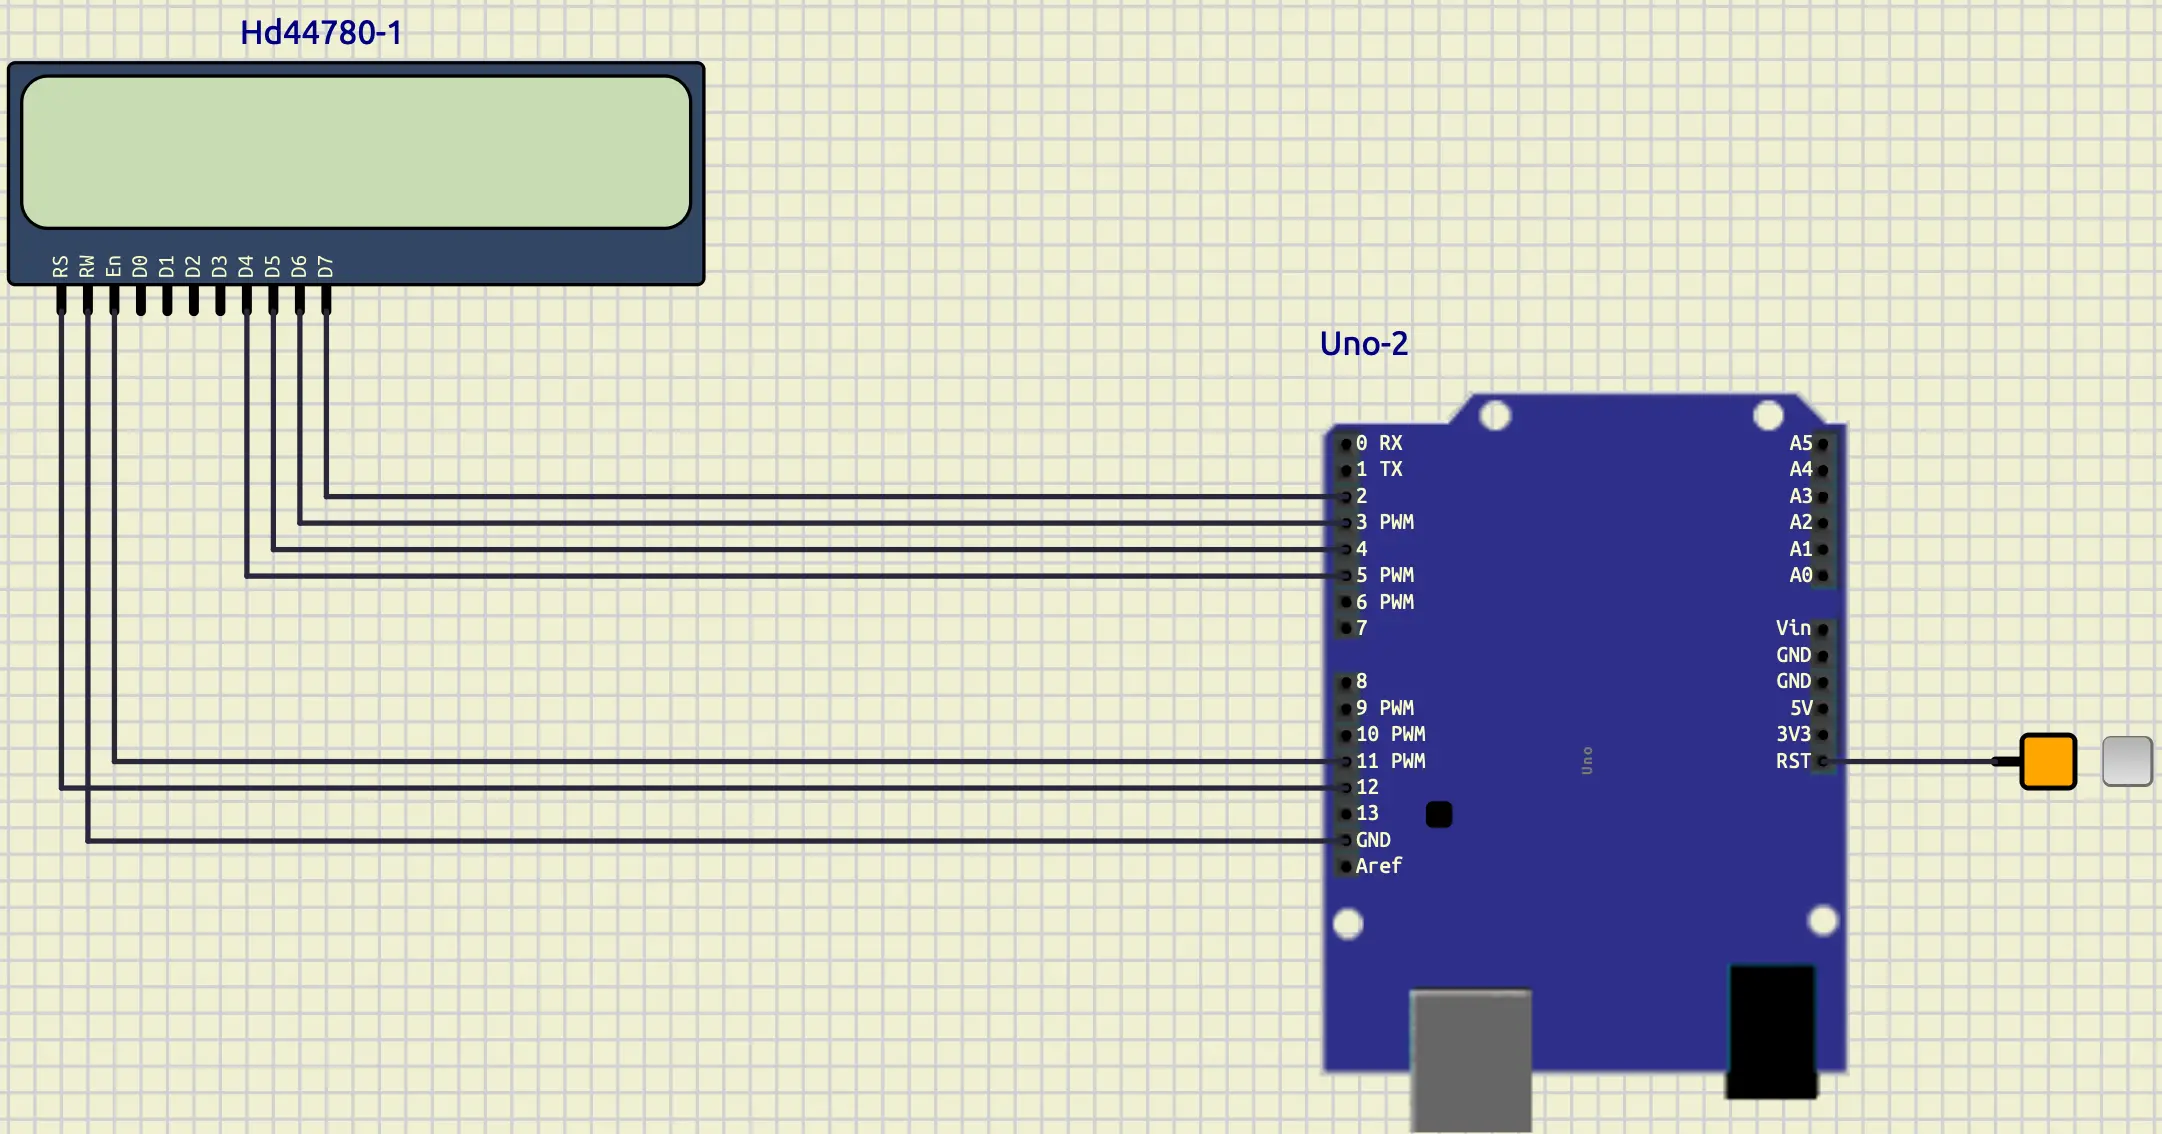 Hd44780-1
RS RW En D0 D1 D2 D3 D4 D5 D6 D7
Uno-2
0 RX
1 TX
2
3 PWM
4
5 PWM
6 PWM
7
8
9 PWM
10 PWM
11 PWM
12
13
GND
Aref
Uno
A5
A4
A3
A2
A1
A0
Vin
GND
GND
5V
3V3
RST